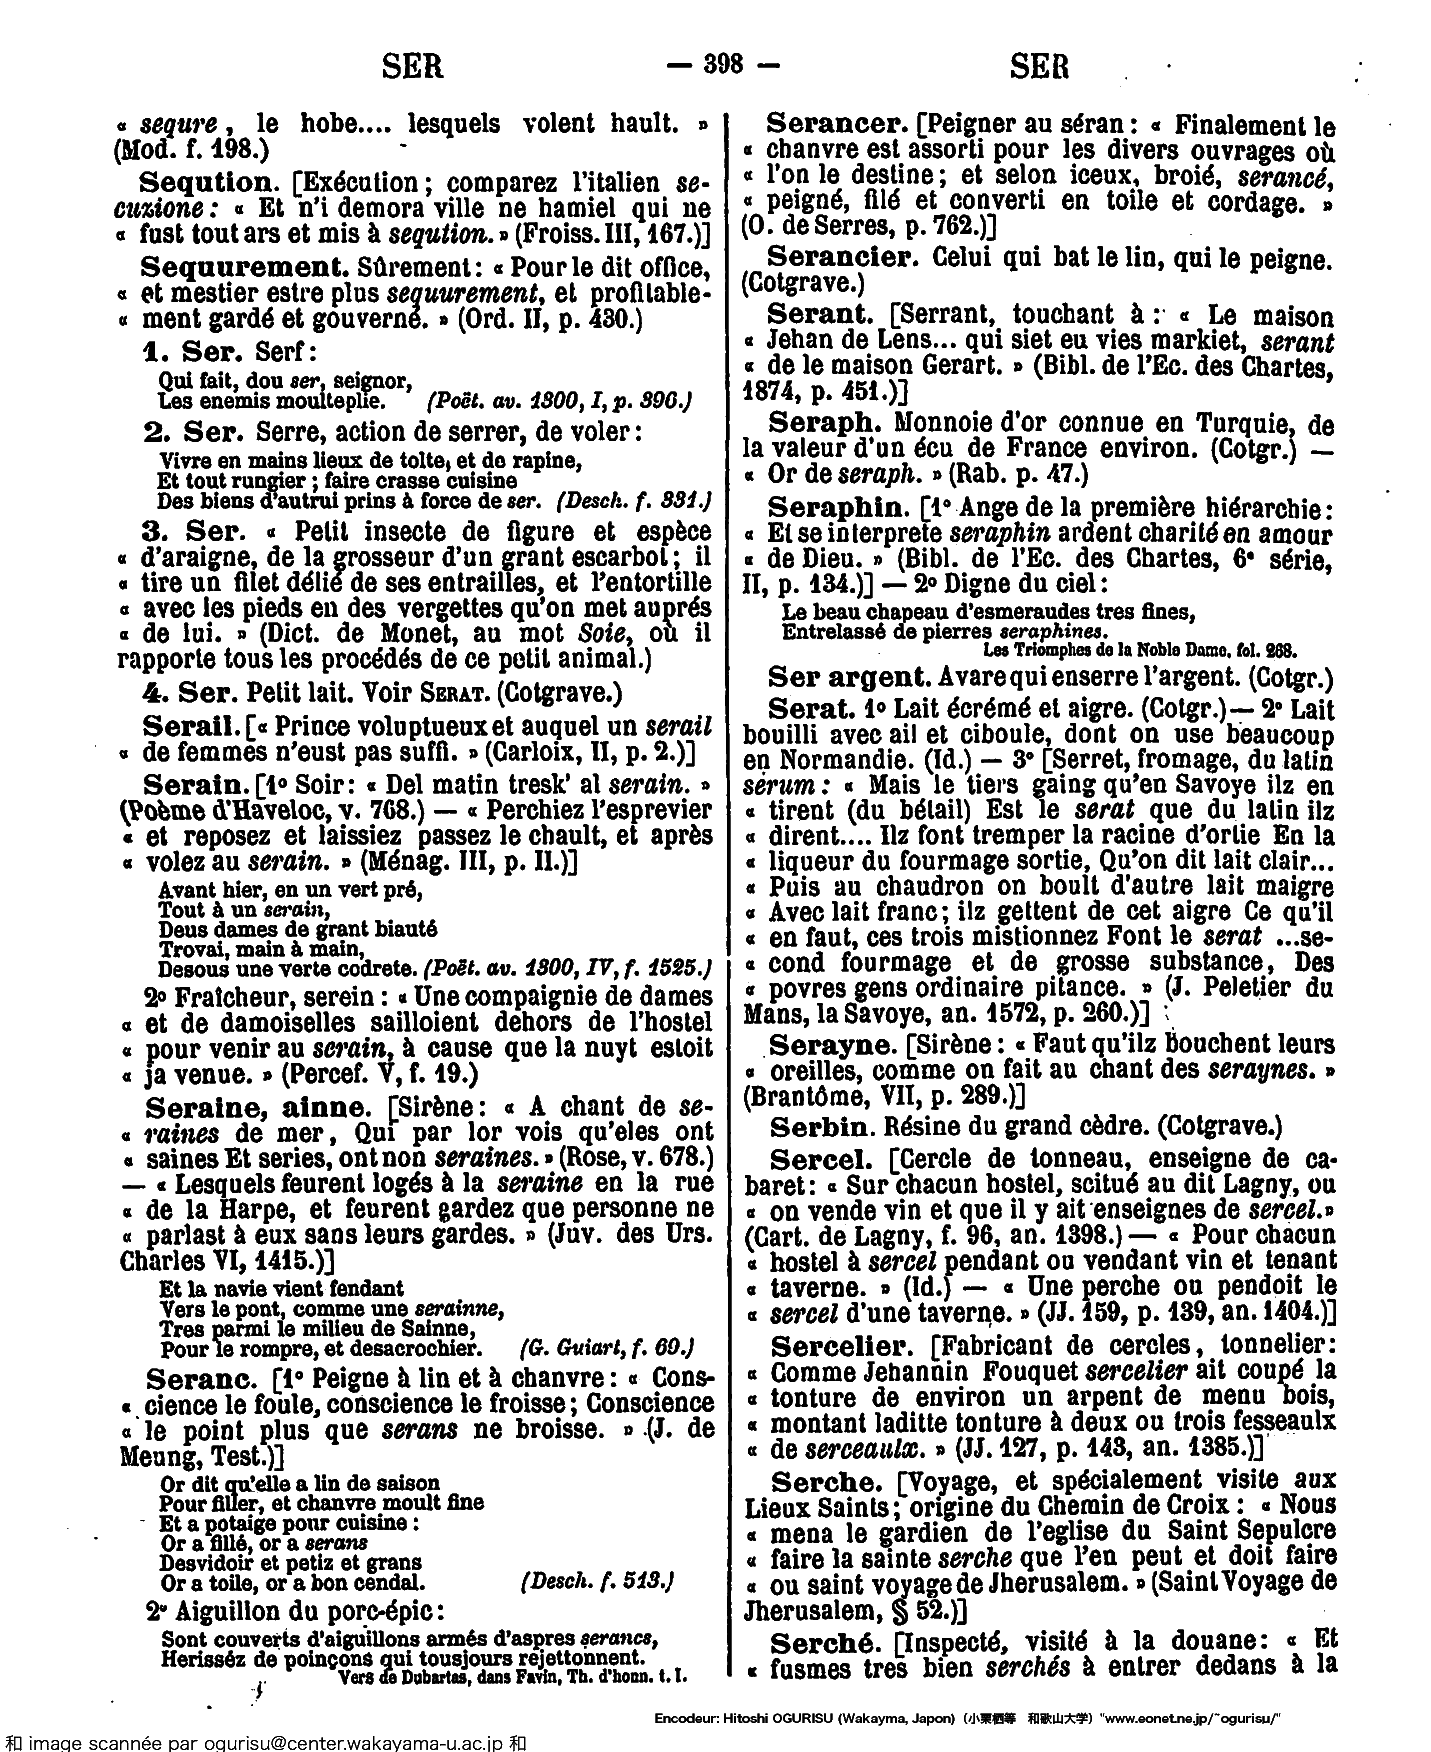 SER
— 398 —
SER
« sequre, le hobe.... lesquels volent hault. »
(Mod. f. 198.)
Seqution. [Exécution ; comparez l'italien se-
cuzione : « Et n'i demora ville ne hamiel qui ne
« fust tout ars et mis à seqution. » (Froiss. III, 167.)]
Sequurement. Sûrement : « Pour le dit office,
« et mestier estre plus sequurement, et profitable-
« ment gardé et gouverné. » (Ord. II, p. 430.)
1. Ser. Serf :
Qui fait, dou ser, seignor,
Les enemis moulteplie. (Poët. av. 1300, I, p. 396.)
2. Ser. Serre, action de serrer, de voler :
Vivre en mains lieux de tolte, et de rapine,
Et tout rungier ; faire crasse cuisine
Des biens d'autrui prins à force de ser. (Desch. f. 331.)
3. Ser. « Petit insecte de figure et espèce
« d'araigne, de la grosseur d'un grant escarbot ; il
« tire un filet délié de ses entrailles, et l'entortille
« avec les pieds en des vergettes qu'on met auprés
« de lui. » (Dict. de Monet, au mot Soie, où il
rapporte tous les procédés de ce petit animal.)
4. Ser. Petit lait. Voir SERAT. (Cotgrave.)
Serail. [« Prince voluptueux et auquel un serail
« de femmes n'eust pas suffi. » (Carloix, II, p. 2.)]
Serain. [1° Soir : « Del matin tresk' al serain. »
(Poème d'Haveloc, v. 768.) — « Perchiez l'esprevier
« et reposez et laissiez passez le chault, et après
« volez au serain. » (Ménag. III, p. II.)]
Avant hier, en un vert pré,
Tout à un serain,
Deus dames de grant biauté
Trovai, main à main,
Desous une verte codrete. (Poët. av. 1300, IV, f. 1525.)
2° Fraîcheur, serein : « Une compaignie de dames
« et de damoiselles sailloient dehors de l'hostel
« pour venir au serain, à cause que la nuyt estoit
« ja venue. » (Percef. V, f. 19.)
Seraine, ainne. [Sirène : « A chant de se-
« raines de mer, Qui par lor vois qu'eles ont
« saines Et series, ont non seraines. » (Rose, v. 678.)
— « Lesquels feurent logés à la seraine en la rue
« de la Harpe, et feurent gardez que personne ne
« parlast à eux sans leurs gardes. » (Juv. des Urs.
Charles VI, 1415.)]
Et la navie vient fendant
Vers le pont, comme une serainne,
Tres parmi le milieu de Sainne,
Pour le rompre, et desacrochier. (G. Guiart, f. 69.)
Seranc. [1° Peigne à lin et à chanvre : « Cons-
« cience le foule, conscience le froisse ; Conscience
« le point plus que serans ne broisse. » (J. de
Meung, Test.)]
Or dit qu'elle a lin de saison
Pour filler, et chanvre moult fine
Et a potaige pour cuisine :
Or a fillé, or a serans
Desvidoir et petiz et grans
Or a toile, or a bon cendal. (Desch. f. 513.)
2° Aiguillon du porc-épic :
Sont couverts d'aiguillons armés d'aspres serancs,
Herisséz de poinçons qui tousjours rejettonnent.
Vers de Dubartas, dans Favin, Th. d'honn. t. I.
Serancer. [Peigner au séran : « Finalement le
« chanvre est assorti pour les divers ouvrages où
« l'on le destine ; et selon iceux, broié, serancé,
« peigné, filé et converti en toile et cordage. »
(O. de Serres, p. 762.)]
Serancier. Celui qui bat le lin, qui le peigne.
(Cotgrave.)
Serant. [Serrant, touchant à : « Le maison
« Jehan de Lens... qui siet eu vies markiet, serant
« de le maison Gerart. » (Bibl. de l'Ec. des Chartes,
1874, p. 451.)]
Seraph. Monnoie d'or connue en Turquie, de
la valeur d'un écu de France environ. (Cotgr.) —
« Or de seraph. » (Rab. p. 47.)
Seraphin. [1° Ange de la première hiérarchie :
« Et se interprete seraphin ardent charité en amour
« de Dieu. » (Bibl. de l'Ec. des Chartes, 6e série,
II, p. 134.)] — 2° Digne du ciel :
Le beau chapeau d'esmeraudes tres fines,
Entrelassé de pierres seraphines.
Les Triomphes de la Noble Dame, fol. 268.
Ser argent. Avare qui enserre l'argent. (Cotgr.)
Serat. 1° Lait écrémé et aigre. (Cotgr.) — 2° Lait
bouilli avec ail et ciboule, dont on use beaucoup
en Normandie. (Id.) — 3° [Serret, fromage, du latin
serum : « Mais le tiers gaing qu'en Savoye ilz en
« tirent (du bétail) Est le serat que du latin ilz
« dirent.... Ilz font tremper la racine d'ortie En la
« liqueur du fourmage sortie, Qu'on dit lait clair...
« Puis au chaudron on boult d'autre lait maigre
« Avec lait franc ; ilz gettent de cet aigre Ce qu'il
« en faut, ces trois mistionnez Font le serat ...se-
« cond fourmage et de grosse substance, Des
« povres gens ordinaire pitance. » (J. Peletier du
Mans, la Savoye, an. 1572, p. 260.)]
Serayne. [Sirène : « Faut qu'ilz bouchent leurs
« oreilles, comme on fait au chant des seraynes. »
(Brantôme, VII, p. 289.)]
Serbin. Résine du grand cèdre. (Cotgrave.)
Sercel. [Cercle de tonneau, enseigne de ca-
baret : « Sur chacun hostel, scitué au dit Lagny, ou
« on vende vin et que il y ait enseignes de sercel. »
(Cart. de Lagny, f. 96, an. 1398.) — « Pour chacun
« hostel à sercel pendant ou vendant vin et tenant
« taverne. » (Id.) — « Une perche ou pendoit le
« sercel d'une taverne. » (JJ. 159, p. 139, an. 1404.)]
Sercelier. [Fabricant de cercles, tonnelier :
« Comme Jehannin Fouquet sercelier ait coupé la
« tonture de environ un arpent de menu bois,
« montant laditte tonture à deux ou trois fesseaulx
« de serceaulx. » (JJ. 127, p. 143, an. 1385.)]
Serche. [Voyage, et spécialement visite aux
Lieux Saints ; origine du Chemin de Croix : « Nous
« mena le gardien de l'eglise du Saint Sepulcre
« faire la sainte serche que l'en peut et doit faire
« ou saint voyage de Jherusalem. » (Saint Voyage de
Jherusalem, § 52.)]
Serché. [Inspecté, visité à la douane : « Et
« fusmes tres bien serchés à entrer dedans à la
Encodeur: Hitoshi OGURISU (Wakayma, Japon) (小栗栖等 和歌山大学) "www.eonet.ne.jp/~ogurisu/"
和 image scannée par ogurisu@center.wakayama-u.ac.jp 和